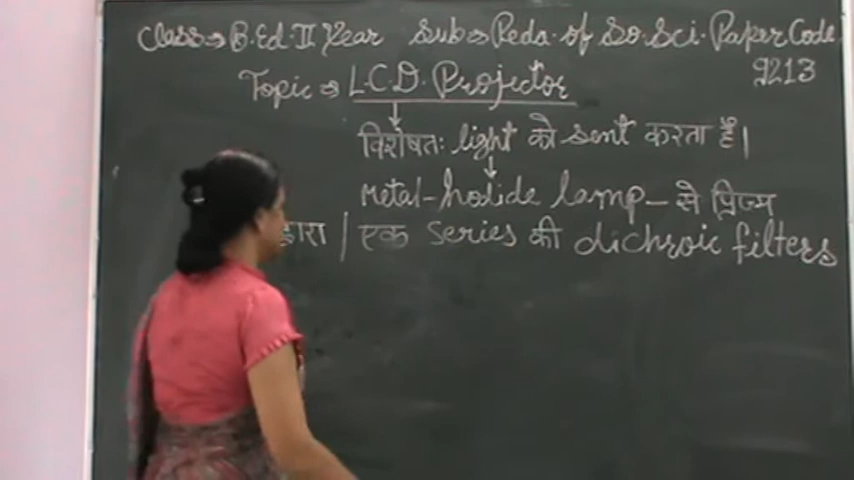 Class ⇒ B.Ed. II Year Sub ⇒ Peda. of So. Sci. Paper Code
9213
Topic ⇒ L.C.D. Projector
विशेषतः light को sent करता है।
metal-holide lamp - से प्रिज्म
द्वारा / एक series की dichroic filters